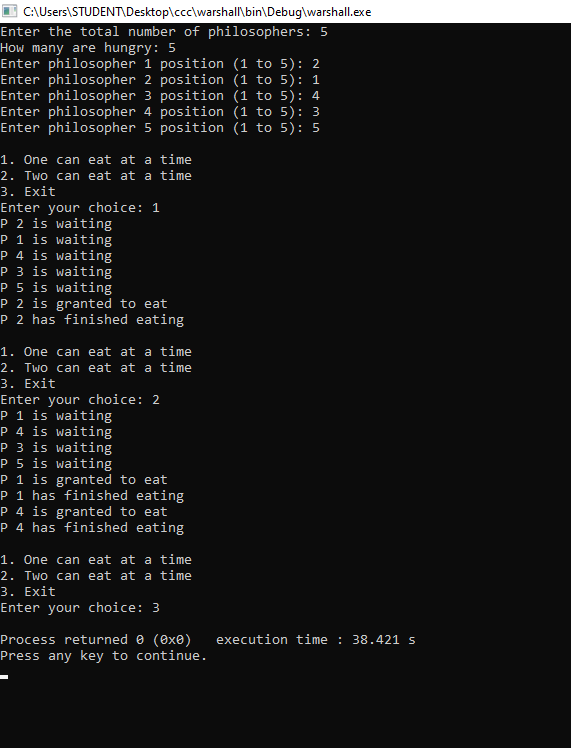 C:\Users\STUDENT\Desktop\ccc\warshall\bin\Debug\warshall.exe
Enter the total number of philosophers: 5
How many are hungry: 5
Enter philosopher 1 position (1 to 5): 2
Enter philosopher 2 position (1 to 5): 1
Enter philosopher 3 position (1 to 5): 4
Enter philosopher 4 position (1 to 5): 3
Enter philosopher 5 position (1 to 5): 5

1. One can eat at a time
2. Two can eat at a time
3. Exit
Enter your choice: 1
P 2 is waiting
P 1 is waiting
P 4 is waiting
P 3 is waiting
P 5 is waiting
P 2 is granted to eat
P 2 has finished eating

1. One can eat at a time
2. Two can eat at a time
3. Exit
Enter your choice: 2
P 1 is waiting
P 4 is waiting
P 3 is waiting
P 5 is waiting
P 1 is granted to eat
P 1 has finished eating
P 4 is granted to eat
P 4 has finished eating

1. One can eat at a time
2. Two can eat at a time
3. Exit
Enter your choice: 3

Process returned 0 (0x0)   execution time : 38.421 s
Press any key to continue.